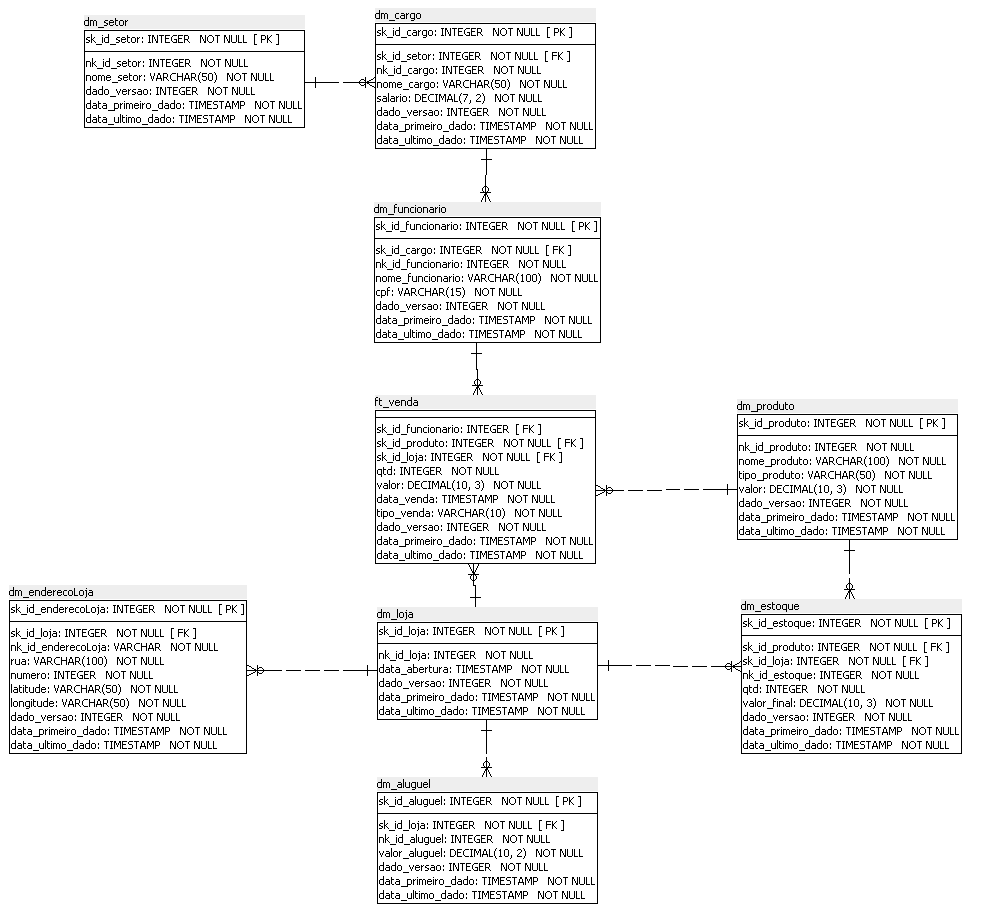 dm_setor
sk_id_setor: INTEGER NOT NULL [ PK ]
nk_id_setor: INTEGER NOT NULL
nome_setor: VARCHAR(50) NOT NULL
dado_versao: INTEGER NOT NULL
data_primeiro_dado: TIMESTAMP NOT NULL
data_ultimo_dado: TIMESTAMP NOT NULL
dm_cargo
sk_id_cargo: INTEGER NOT NULL [ PK ]
sk_id_setor: INTEGER NOT NULL [ FK ]
nk_id_cargo: INTEGER NOT NULL
nome_cargo: VARCHAR(50) NOT NULL
salario: DECIMAL(7, 2) NOT NULL
dado_versao: INTEGER NOT NULL
data_primeiro_dado: TIMESTAMP NOT NULL
data_ultimo_dado: TIMESTAMP NOT NULL
dm_funcionario
sk_id_funcionario: INTEGER NOT NULL [ PK ]
sk_id_cargo: INTEGER NOT NULL [ FK ]
nk_id_funcionario: INTEGER NOT NULL
nome_funcionario: VARCHAR(100) NOT NULL
cpf: VARCHAR(15) NOT NULL
dado_versao: INTEGER NOT NULL
data_primeiro_dado: TIMESTAMP NOT NULL
data_ultimo_dado: TIMESTAMP NOT NULL
ft_venda
sk_id_funcionario: INTEGER [ FK ]
sk_id_produto: INTEGER NOT NULL [ FK ]
sk_id_loja: INTEGER NOT NULL [ FK ]
qtd: INTEGER NOT NULL
valor: DECIMAL(10, 3) NOT NULL
data_venda: TIMESTAMP NOT NULL
tipo_venda: VARCHAR(10) NOT NULL
dado_versao: INTEGER NOT NULL
data_primeiro_dado: TIMESTAMP NOT NULL
data_ultimo_dado: TIMESTAMP NOT NULL
dm_produto
sk_id_produto: INTEGER NOT NULL [ PK ]
nk_id_produto: INTEGER NOT NULL
nome_produto: VARCHAR(100) NOT NULL
tipo_produto: VARCHAR(50) NOT NULL
valor: DECIMAL(10, 3) NOT NULL
dado_versao: INTEGER NOT NULL
data_primeiro_dado: TIMESTAMP NOT NULL
data_ultimo_dado: TIMESTAMP NOT NULL
dm_enderecoLoja
sk_id_enderecoLoja: INTEGER NOT NULL [ PK ]
sk_id_loja: INTEGER NOT NULL [ FK ]
nk_id_enderecoLoja: VARCHAR NOT NULL
rua: VARCHAR(100) NOT NULL
numero: INTEGER NOT NULL
latitude: VARCHAR(50) NOT NULL
longitude: VARCHAR(50) NOT NULL
dado_versao: INTEGER NOT NULL
data_primeiro_dado: TIMESTAMP NOT NULL
data_ultimo_dado: TIMESTAMP NOT NULL
dm_loja
sk_id_loja: INTEGER NOT NULL [ PK ]
nk_id_loja: INTEGER NOT NULL
data_abertura: TIMESTAMP NOT NULL
dado_versao: INTEGER NOT NULL
data_primeiro_dado: TIMESTAMP NOT NULL
data_ultimo_dado: TIMESTAMP NOT NULL
dm_estoque
sk_id_estoque: INTEGER NOT NULL [ PK ]
sk_id_produto: INTEGER NOT NULL [ FK ]
sk_id_loja: INTEGER NOT NULL [ FK ]
nk_id_estoque: INTEGER NOT NULL
qtd: INTEGER NOT NULL
valor_final: DECIMAL(10, 3) NOT NULL
dado_versao: INTEGER NOT NULL
data_primeiro_dado: TIMESTAMP NOT NULL
data_ultimo_dado: TIMESTAMP NOT NULL
dm_aluguel
sk_id_aluguel: INTEGER NOT NULL [ PK ]
sk_id_loja: INTEGER NOT NULL [ FK ]
nk_id_aluguel: INTEGER NOT NULL
valor_aluguel: DECIMAL(10, 2) NOT NULL
dado_versao: INTEGER NOT NULL
data_primeiro_dado: TIMESTAMP NOT NULL
data_ultimo_dado: TIMESTAMP NOT NULL